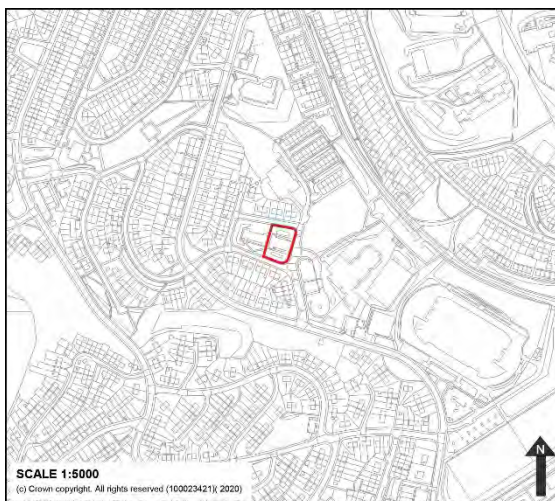 SCALE 1:5000
(c) Crown copyright. All rights reserved (100023421)( 2020)
N